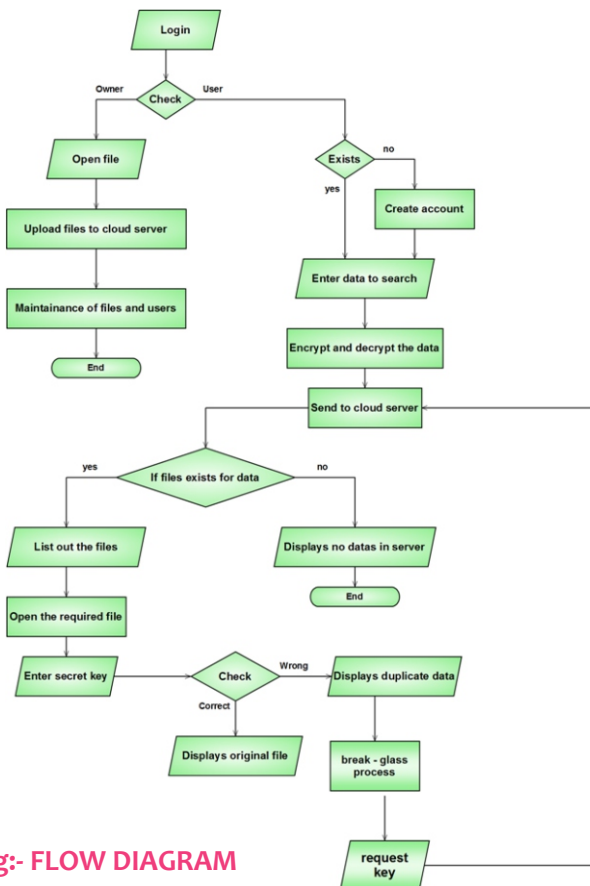 Login
Owner
Check
User
Open file
Exists
no
yes
Create account
Upload files to cloud server
Enter data to search
Maintainance of files and users
Encrypt and decrypt the data
End
Send to cloud server
yes
If files exists for data
no
List out the files
Displays no datas in server
End
Open the required file
Enter secret key
Check
Wrong
Displays duplicate data
Correct
Displays original file
break - glass
process
g:- FLOW DIAGRAM
request
key